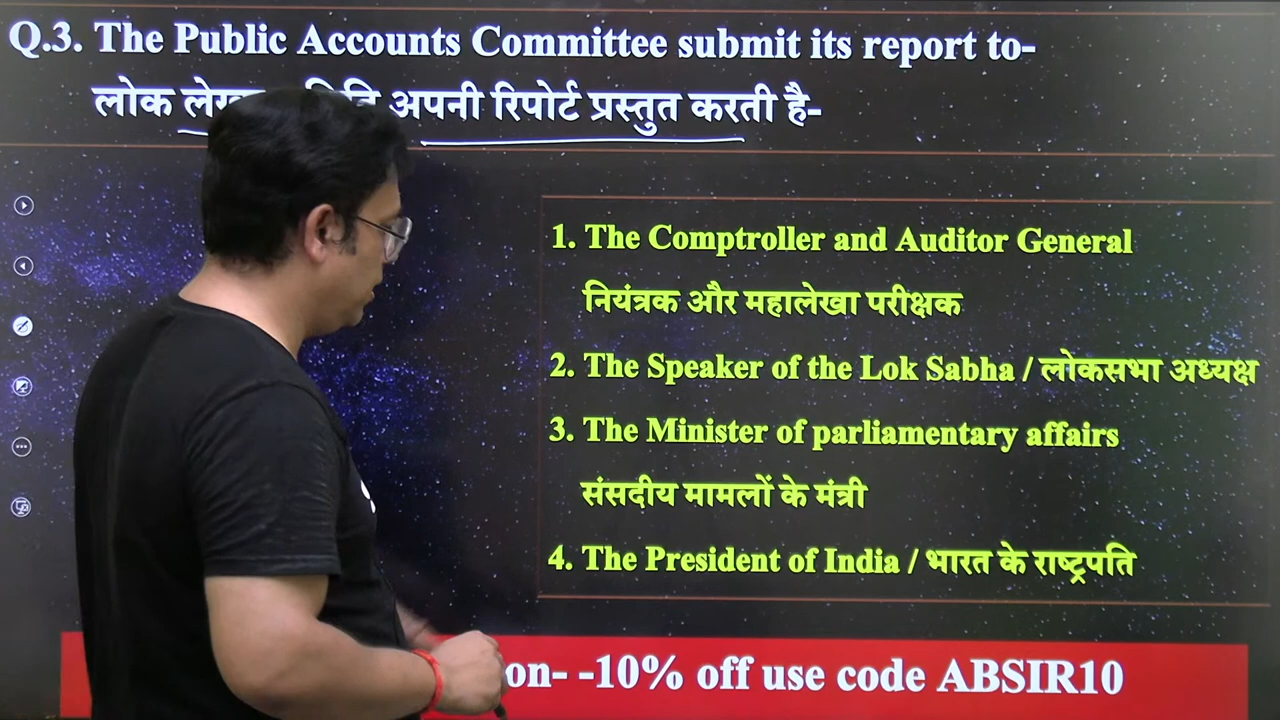 Q.3. The Public Accounts Committee submit its report to-
लोक अपनी रिपोर्ट प्रस्तुत करती है-
1. The Comptroller and Auditor General
नियंत्रक और महालेखा परीक्षक
2. The Speaker of the Lok Sabha / लोकसभा अध्यक्ष
3. The Minister of parliamentary affairs
संसदीय मामलों के मंत्री
4. The President of India / भारत के राष्ट्रपति
on- -10% off use code ABSIR10